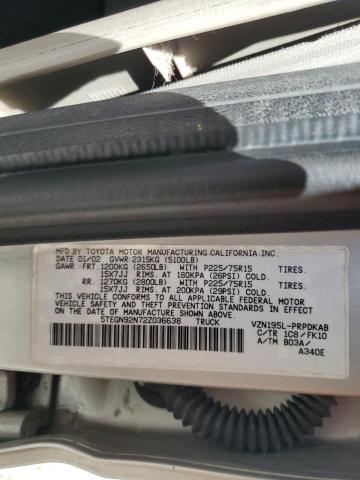 MFD.BY TOYOTA MOTOR MANUFACTURING CALIFORNIA.INC.
DATE 01/02 GVWR 2315KG (5100LB)
GAWR: FRT. 1200KG (2650LB) WITH P225/75R15 TIRES.
15X7JJ RIMS. AT 180KPA (26PSI) COLD.
RR. 1270KG (2800LB) WITH P225/75R15 TIRES.
15X7JJ RIMS. AT 200KPA (29PSI) COLD.
THIS VEHICLE CONFORMS TO ALL APPLICABLE FEDERAL MOTOR
VEHICLE SAFETY STANDARDS AND THEFT PREVENTION STANDARDS IN
EFFECT ON THE DATE OF MANUFACTURE SHOWN ABOVE.
5TEGN92N72Z036638 TRUCK VZN195L-PRPDKAB
C/TR 1C8/FK10
A/TM B03A/
A340E